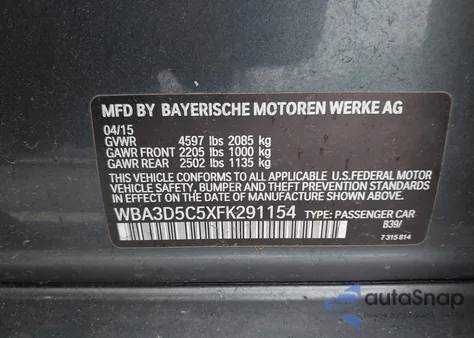 MFD BY BAYERISCHE MOTOREN WERKE AG
04/15
GVWR 4597 lbs 2085 kg
GAWR FRONT 2205 lbs 1000 kg
GAWR REAR 2502 lbs 1135 kg
THIS VEHICLE CONFORMS TO ALL APPLICABLE
U.S.FEDERAL MOTOR
VEHICLE SAFETY, BUMPER,
AND THEFT PREVENTION STANDARDS
IN EFFECT ON THE DATE OF MANUFACTURE
SHOWN ABOVE.
WBA3D5C5XFK291154 TYPE: PASSENGER CAR
B39/
7 315 814
autoSnap